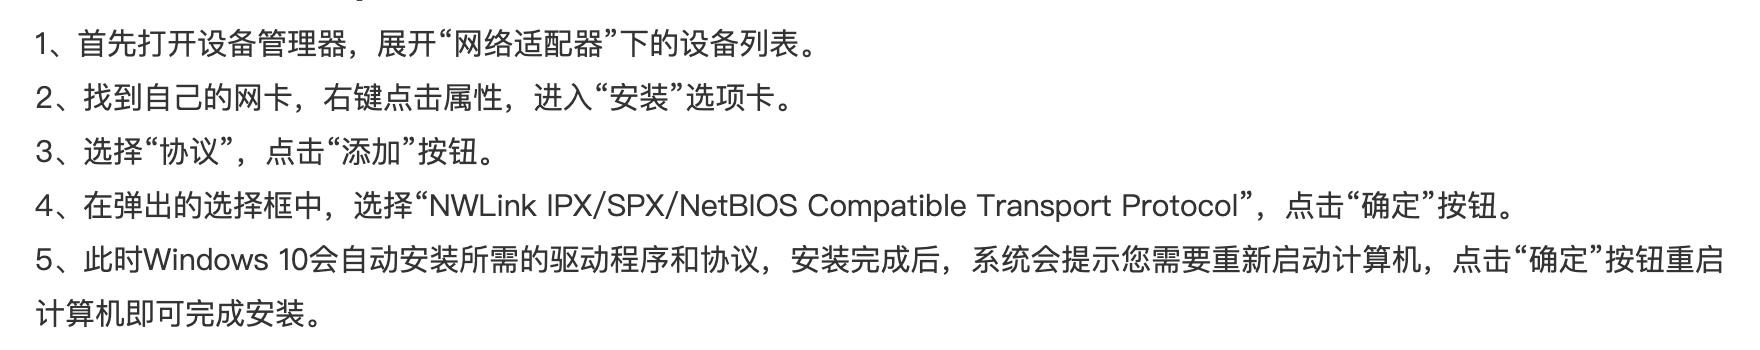 1、首先打开设备管理器，展开“网络适配器”下的设备列表。
2、找到自己的网卡，右键点击属性，进入“安装”选项卡。
3、选择“协议”，点击“添加”按钮。
4、在弹出的选择框中，选择“NWLink IPX/SPX/NetBIOS Compatible Transport Protocol”，点击“确定”按钮。
5、此时Windows 10会自动安装所需的驱动程序和协议，安装完成后，系统会提示您需要重新启动计算机，点击“确定”按钮重启
计算机即可完成安装。